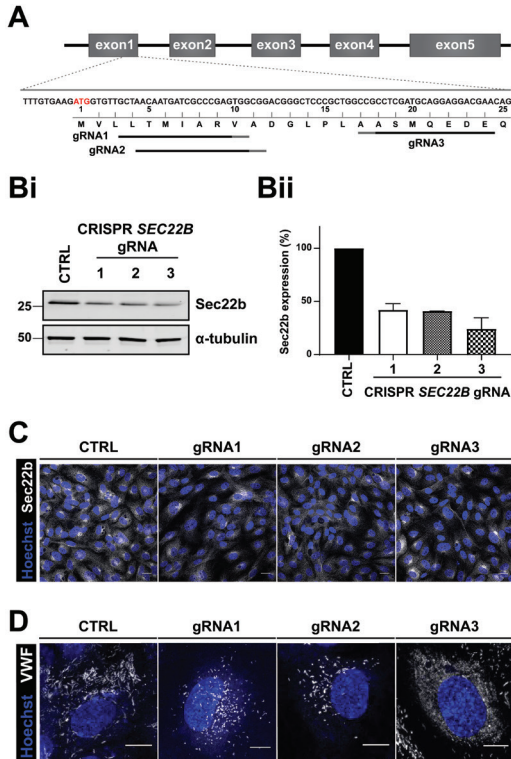 A
exon1 exon2 exon3 exon4 exon5
TTTGTGAAGATGGTGTTGCTAACAATGATCGCCCGAGTGGCGGACGGGCTCCCGCTGGCCGCCTCGATGCAGGAGGACGAACAG
1 5 10 15 20 25
M V L L T M I A R V A D G L P L A A S M Q E D E Q
gRNA1
gRNA2
gRNA3
Bi
CTRL
CRISPR SEC22B
gRNA
1 2 3
25
Sec22b
50
α-tubulin
Bii
Sec22b expression (%)
100
50
0
CTRL
1 2 3
CRISPR SEC22B gRNA
C
CTRL gRNA1 gRNA2 gRNA3
Hoechst Sec22b
D
CTRL gRNA1 gRNA2 gRNA3
Hoechst VWF